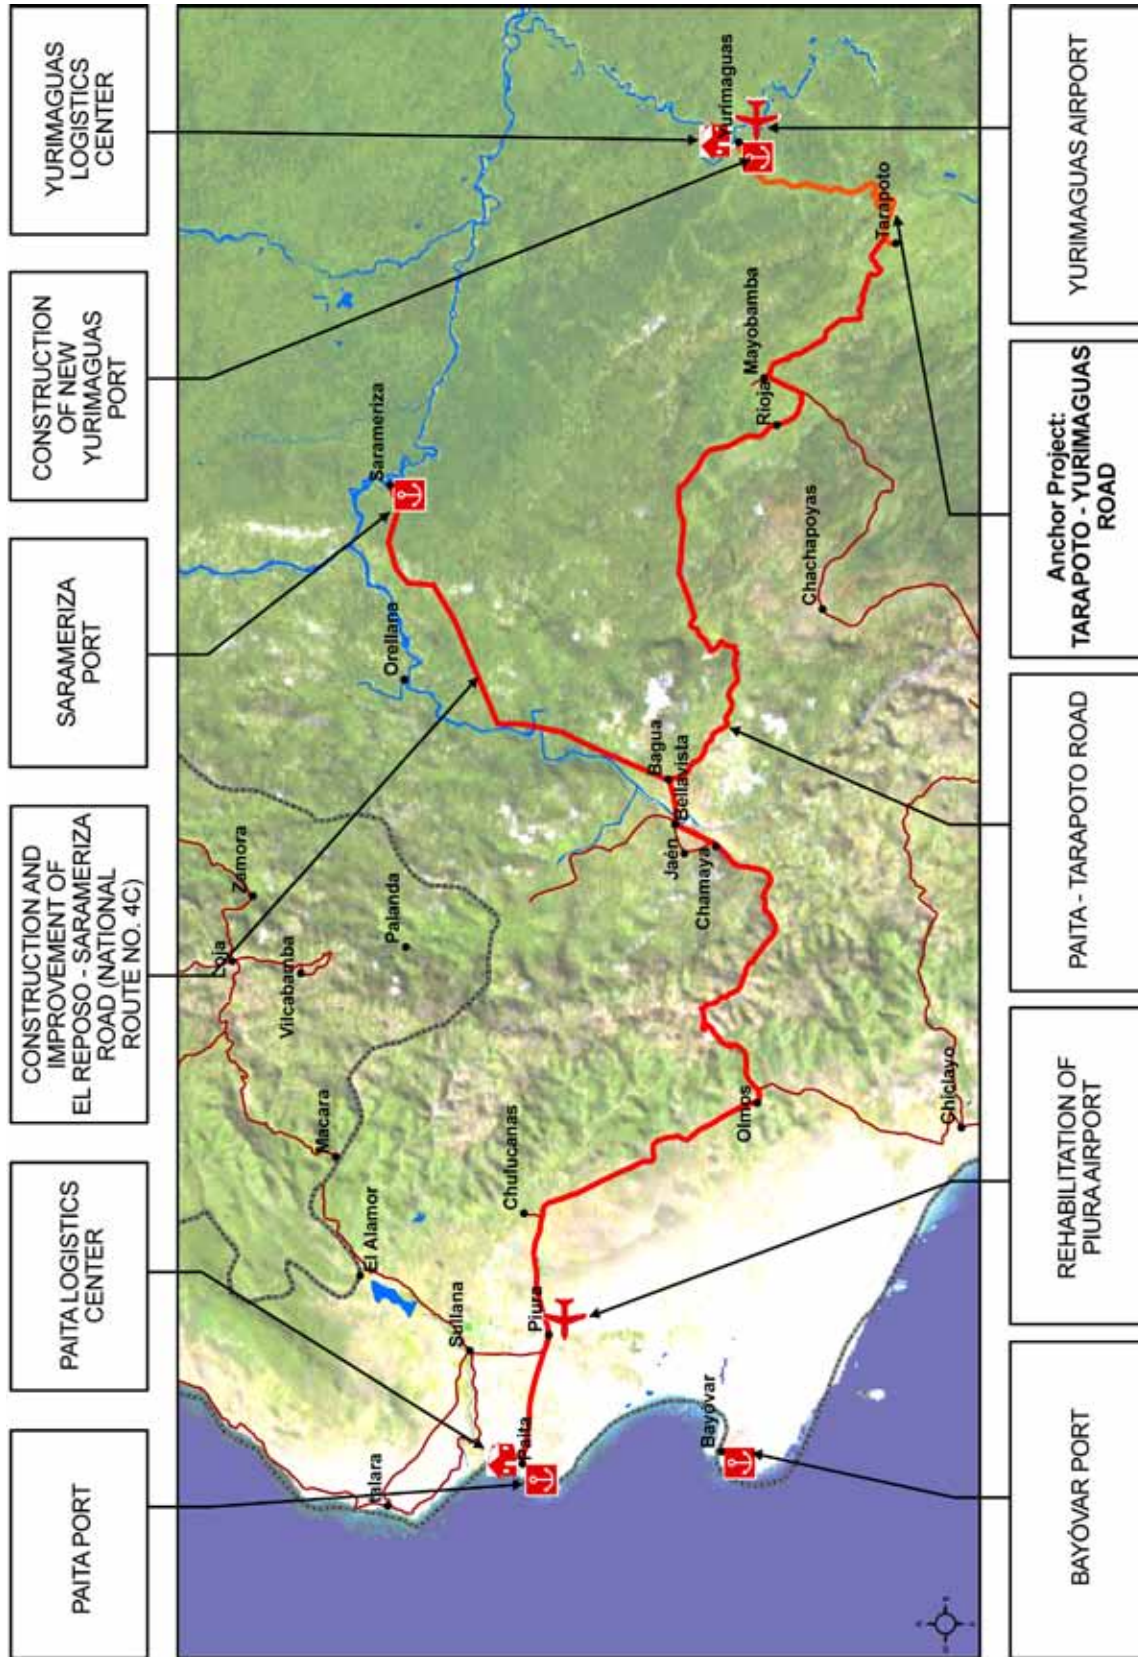 PAITA PORT
PAITA LOGISTICS
CENTER
CONSTRUCTION AND
IMPROVEMENT OF
EL REPOSO - SARAMERIZA
ROAD (NATIONAL
ROUTE NO. 4C)
SARAMERIZA
PORT
CONSTRUCTION
OF NEW
YURIMAGUAS
PORT
YURIMAGUAS
LOGISTICS
CENTER
Talara
Paita
Sullana
Piura
El Alamor
Macara
Chulucanas
Loja
Zamora
Vilcabamba
Palanda
Bayóvar
Olmos
Chiclayo
Jaén
Chamaya
Bellavista
Bagua
Orellana
Sarameriza
Chachapoyas
Rioja
Mayobamba
Tarapoto
Yurimaguas
BAYÓVAR PORT
REHABILITATION OF
PIURA AIRPORT
PAITA - TARAPOTO ROAD
Anchor Project:
TARAPOTO - YURIMAGUAS
ROAD
YURIMAGUAS AIRPORT